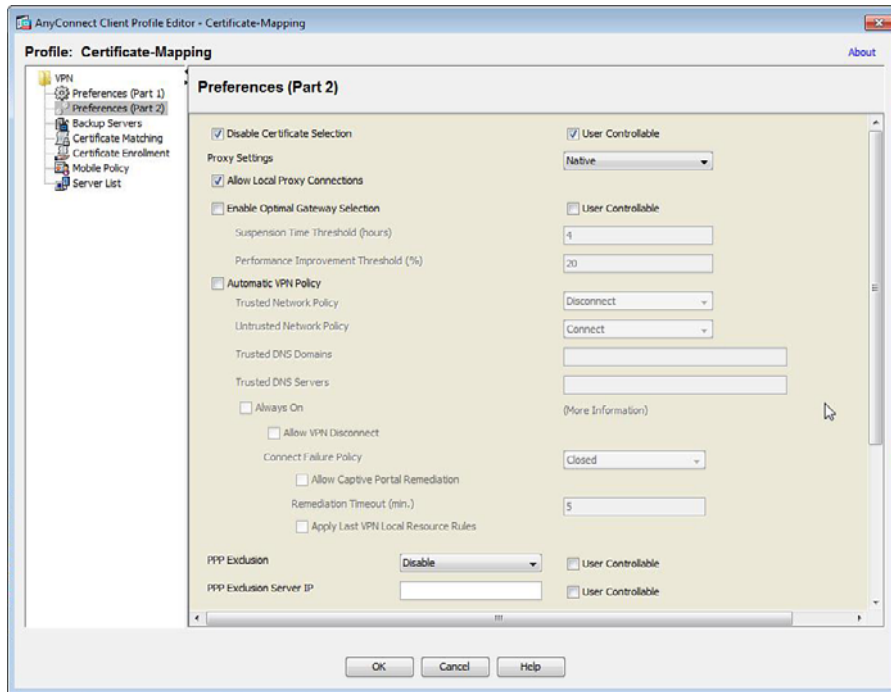 AnyConnect Client Profile Editor - Certificate-Mapping
Profile: Certificate-Mapping
About
VPN
Preferences (Part 1)
Preferences (Part 2)
Backup Servers
Certificate Matching
Certificate Enrollment
Mobile Policy
Server List
Preferences (Part 2)
Disable Certificate Selection User Controllable
Proxy Settings Native
Allow Local Proxy Connections
Enable Optimal Gateway Selection User Controllable
Suspension Time Threshold (hours) 4
Performance Improvement Threshold (%) 20
Automatic VPN Policy
Trusted Network Policy Disconnect
Untrusted Network Policy Connect
Trusted DNS Domains
Trusted DNS Servers
Always On (More Information)
Allow VPN Disconnect
Connect Failure Policy Closed
Allow Captive Portal Remediation
Remediation Timeout (min.) 5
Apply Last VPN Local Resource Rules
PPP Exclusion Disable User Controllable
PPP Exclusion Server IP User Controllable
OK Cancel Help